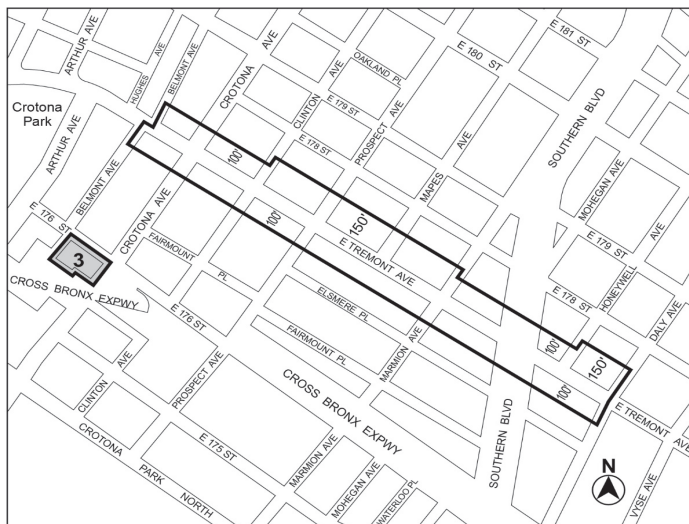 ARTHUR AVE
HUGHES AVE
BELMONT AVE
CROTONA AVE
E 180 ST
E 181 ST
OAKLAND PL
CLINTON AVE
E 179 ST
PROSPECT AVE
E 178 ST
MAPES AVE
SOUTHERN BLVD
Crotona
Park
ARTHUR AVE
BELMONT AVE
100'
MOHEGAN AVE
E 179 ST
E 176 ST
CROTONA AVE
100'
150'
E TREMONT AVE
FAIRMOUNT
PL
3
CROSS BRONX EXPWY
E 176 ST
ELSMERE PL
E 178 ST
HONEYWELL AVE
DALY AVE
FAIRMOUNT PL
MARMION AVE
100'
150'
100'
E TREMONT AVE
CLINTON AVE
PROSPECT AVE
CROSS BRONX EXPWY
SOUTHERN BLVD
CROTONA PARK NORTH
E 175 ST
MARMION AVE
MOHEGAN AVE
WATERLOO PL
VYSE AVE
N